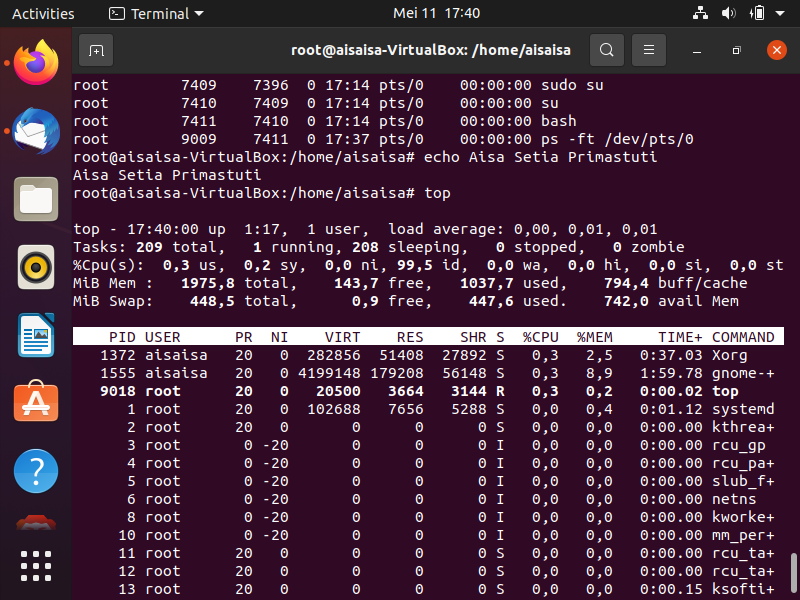 Activities Terminal Mei 11 17:40
root@aisaisa-VirtualBox: /home/aisaisa
root        7409    7396  0 17:14 pts/0    00:00:00 sudo su
root        7410    7409  0 17:14 pts/0    00:00:00 su
root        7411    7410  0 17:14 pts/0    00:00:00 bash
root        9009    7411  0 17:37 pts/0    00:00:00 ps -ft /dev/pts/0
root@aisaisa-VirtualBox:/home/aisaisa# echo Aisa Setia Primastuti
Aisa Setia Primastuti
root@aisaisa-VirtualBox:/home/aisaisa# top
top - 17:40:00 up  1:17,  1 user,  load average: 0,00, 0,01, 0,01
Tasks: 209 total,   1 running, 208 sleeping,   0 stopped,   0 zombie
%Cpu(s):  0,3 us,  0,2 sy,  0,0 ni, 99,5 id,  0,0 wa,  0,0 hi,  0,0 si,  0,0 st
MiB Mem :   1975,8 total,    143,7 free,   1037,7 used,    794,4 buff/cache
MiB Swap:    448,5 total,      0,9 free,    447,6 used.    742,0 avail Mem
PID USER      PR  NI    VIRT    RES    SHR S  %CPU  %MEM     TIME+ COMMAND
1372 aisaisa   20   0  282856  51408  27892 S   0,3   2,5   0:37.03 Xorg
1555 aisaisa   20   0 4199148 179208  56148 S   0,3   8,9   1:59.78 gnome-+
9018 root      20   0   20500   3664   3144 R   0,3   0,2   0:00.02 top
1 root      20   0  102688   7656   5288 S   0,0   0,4   0:01.12 systemd
2 root      20   0       0      0      0 S   0,0   0,0   0:00.00 kthrea+
3 root       0 -20       0      0      0 I   0,0   0,0   0:00.00 rcu_gp
4 root       0 -20       0      0      0 I   0,0   0,0   0:00.00 rcu_pa+
5 root       0 -20       0      0      0 I   0,0   0,0   0:00.00 slub_f+
6 root       0 -20       0      0      0 I   0,0   0,0   0:00.00 netns
8 root       0 -20       0      0      0 I   0,0   0,0   0:00.00 kworke+
10 root       0 -20       0      0      0 I   0,0   0,0   0:00.00 mm_per+
11 root      20   0       0      0      0 S   0,0   0,0   0:00.00 rcu_ta+
12 root      20   0       0      0      0 S   0,0   0,0   0:00.00 rcu_ta+
13 root      20   0       0      0      0 S   0,0   0,0   0:00.15 ksofti+